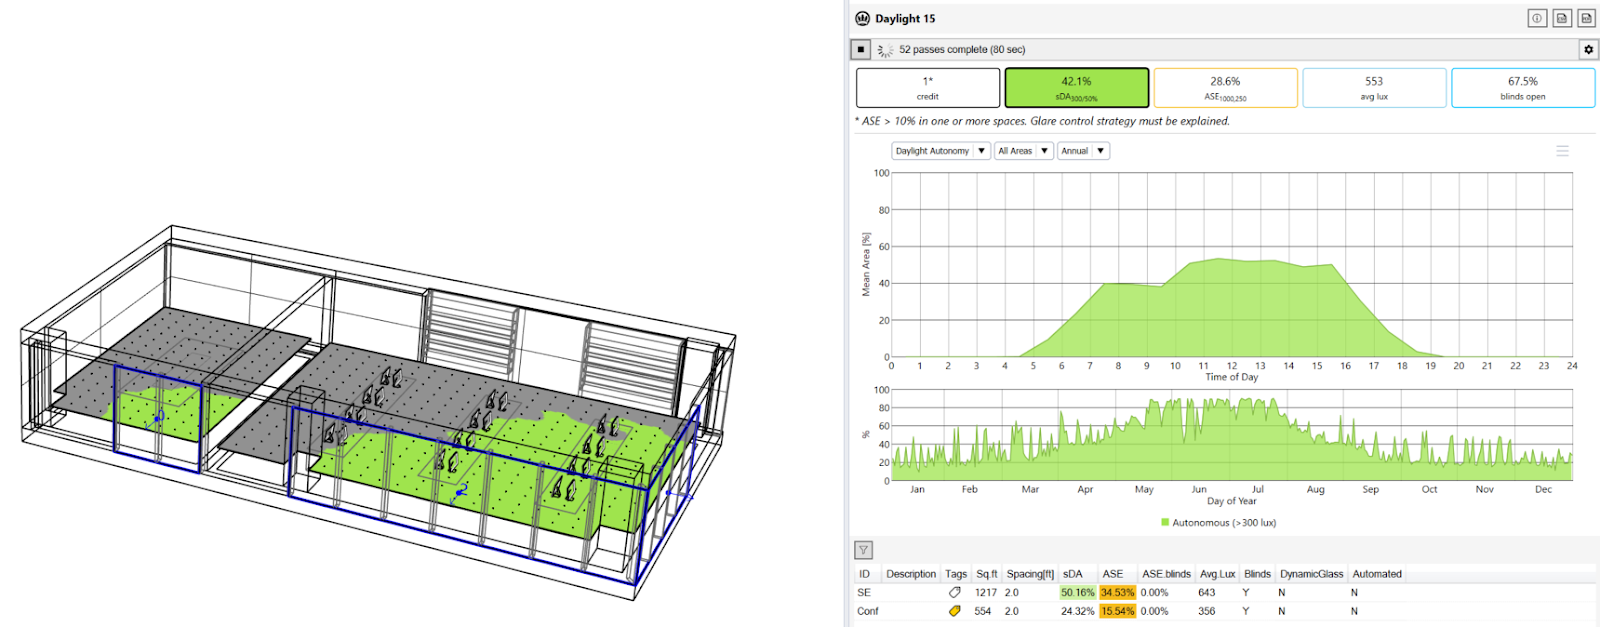 Daylight 15
52 passes complete (80 sec)
1*
credit
42.1%
sDA300/50%
28.6%
ASE1000,250
553
avg lux
67.5%
blinds open
* ASE > 10% in one or more spaces. Glare control strategy must be explained.
Daylight Autonomy ▼ All Areas ▼ Annual ▼
Mean Area [%]
100
80
60
40
20
0
0 1 2 3 4 5 6 7 8 9 10 11 12 13 14 15 16 17 18 19 20 21 22 23 24
Time of Day
%
100
80
60
40
20
0
Jan Feb Mar Apr May Jun Jul Aug Sep Oct Nov Dec
Day of Year
Autonomous (>300 lux)
ID Description Tags Sq.ft Spacing[ft] sDA ASE ASE.blinds Avg.Lux Blinds DynamicGlass Automated
SE 1217 2.0 50.16% 34.53% 0.00% 643 Y N N
Conf 554 2.0 24.32% 15.54% 0.00% 356 Y N N